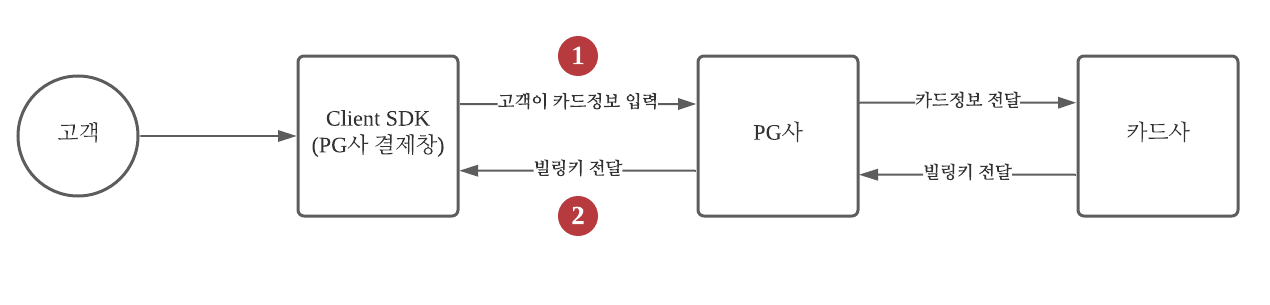 고객
Client SDK
(PG사 결제창)
1
고객이 카드정보 입력
빌링키 전달
2
PG사
카드정보 전달
빌링키 전달
카드사